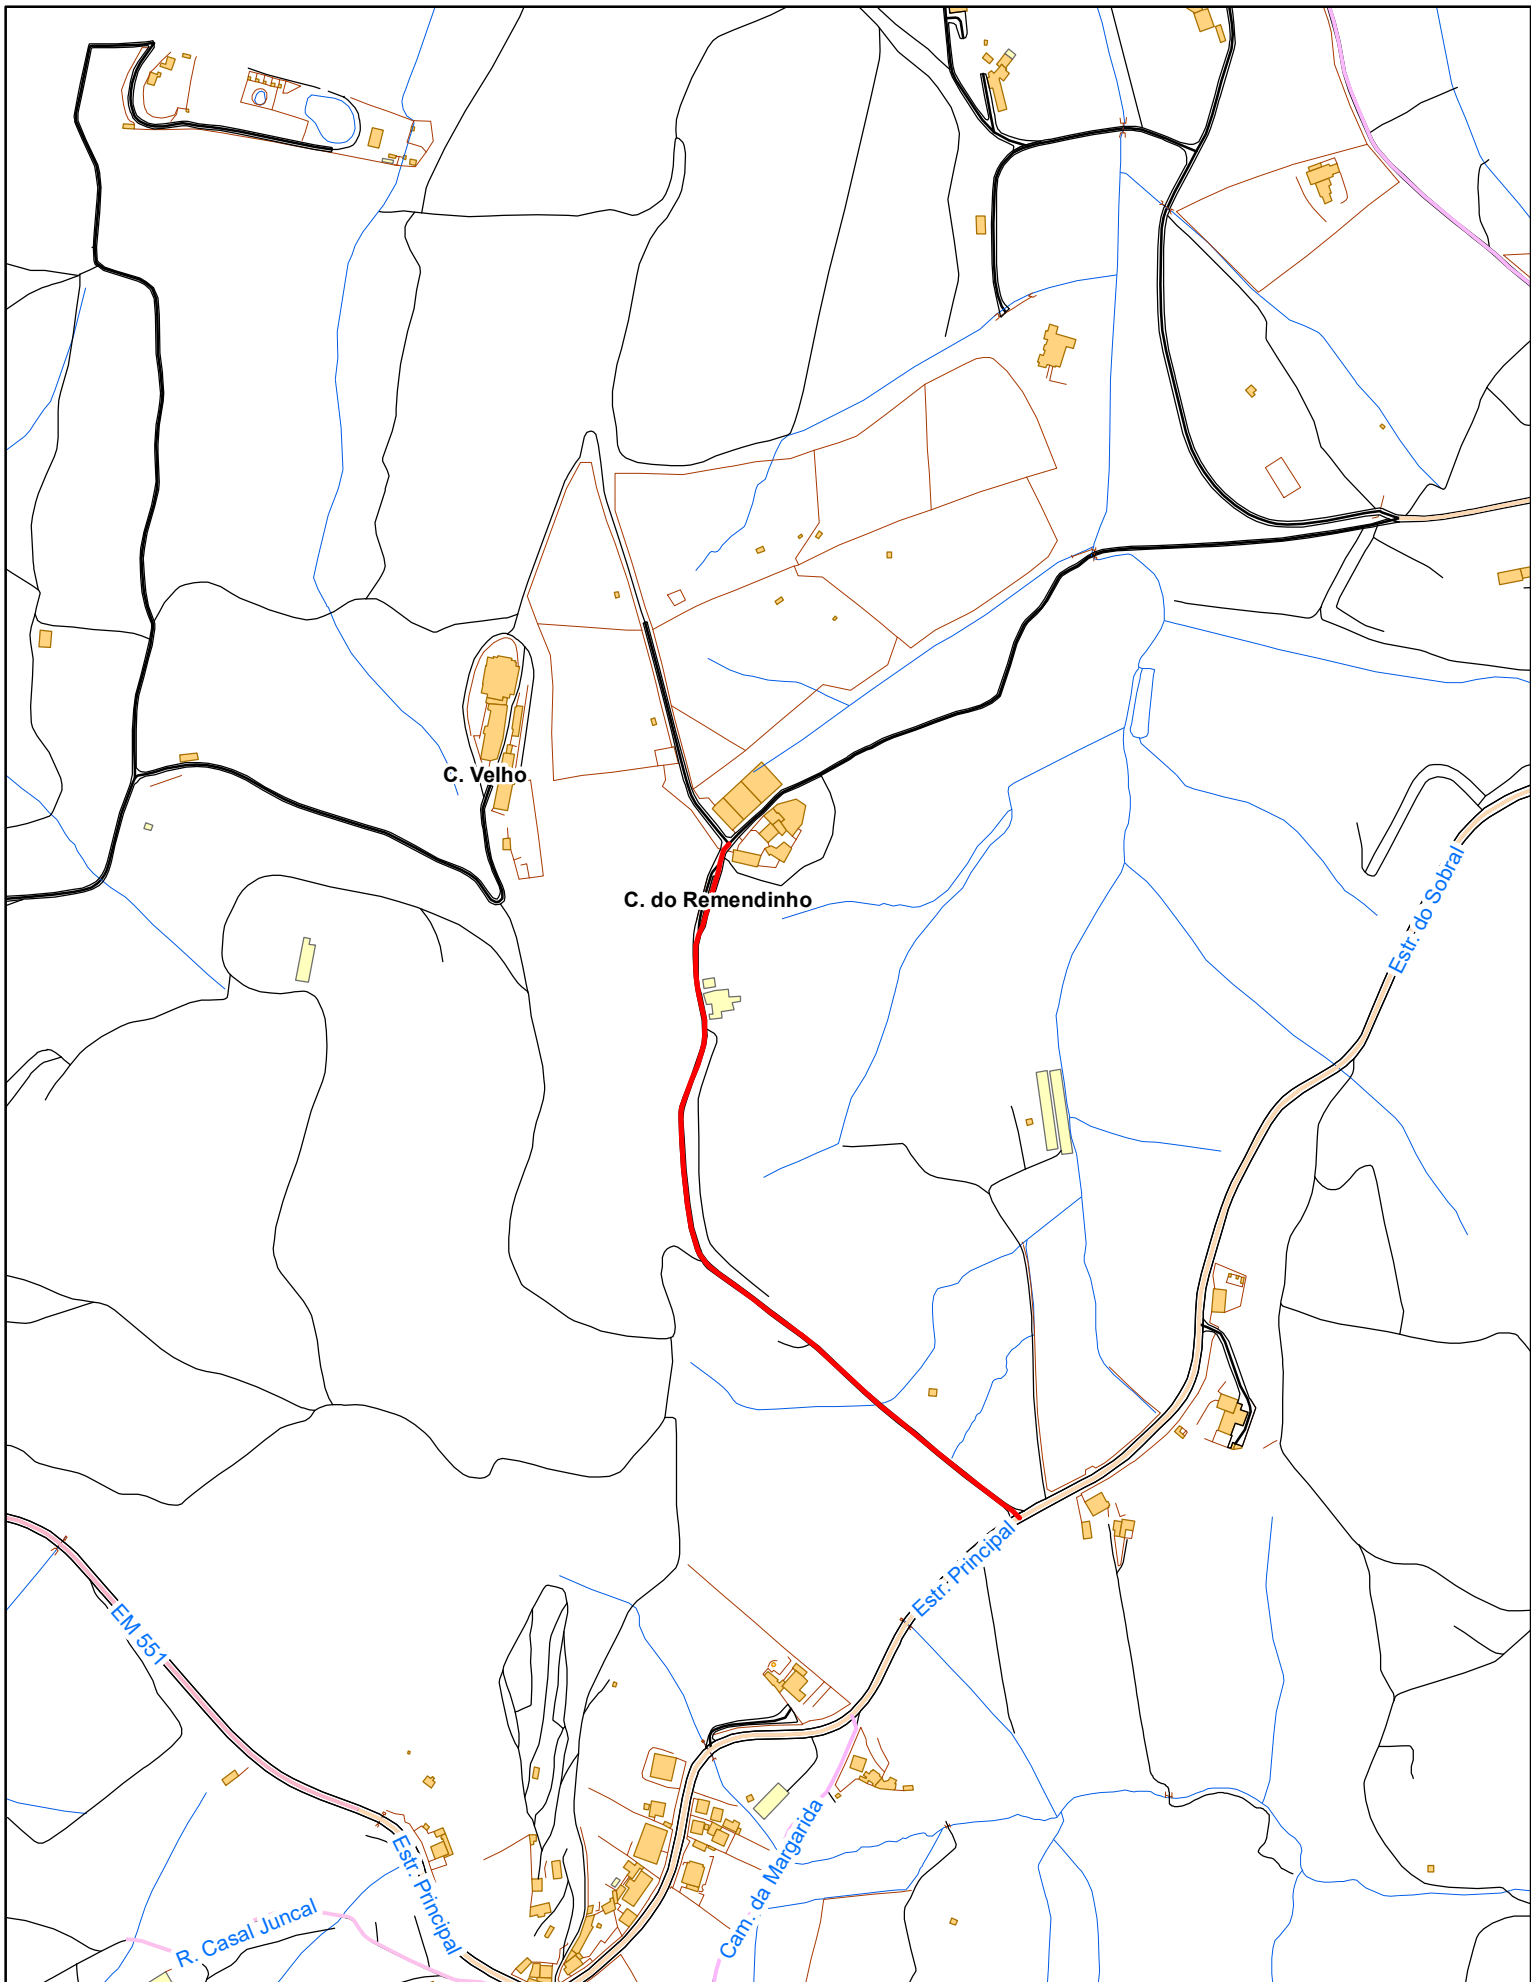 C. Velho
C. do Remendinho
Estr. do Sobral
Estr. Principal
EM 551
Estr. Principal
Cam. da Margarida
R. Casal Juncal